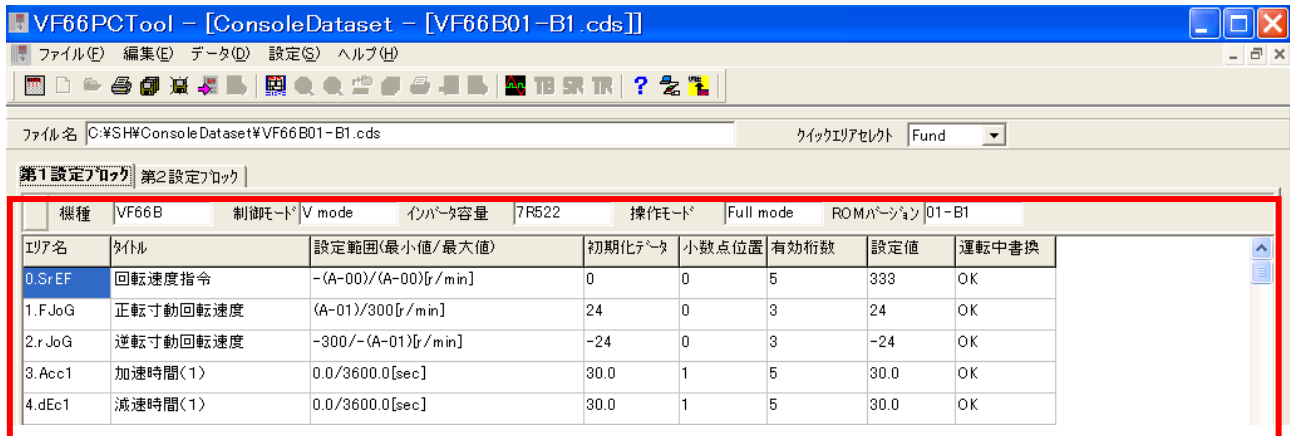 VF66PCTool - [ConsoleDataset - [VF66B01-B1.cds]]
ファイル(F) 編集(E) データ(D) 設定(S) ヘルプ(H)
TB SR TR ?
ファイル名 C:¥SH¥ConsoleDataset¥VF66B01-B1.cds クイックエリアセレクト Fund
第1設定ブロック 第2設定ブロック
機種 VF66B 制御モード V mode インバータ容量 7R522 操作モード Full mode ROMバージョン 01-B1
エリア名 タイトル 設定範囲(最小値/最大値) 初期化データ 小数点位置 有効桁数 設定値 運転中書換
0.SrEF 回転速度指令 -(A-00)/(A-00)[r/min] 0 0 5 333 OK
1.FJoG 正転寸動回転速度 (A-01)/300[r/min] 24 0 3 24 OK
2.rJoG 逆転寸動回転速度 -300/-(A-01)[r/min] -24 0 3 -24 OK
3.Acc1 加速時間(1) 0.0/3600.0[sec] 30.0 1 5 30.0 OK
4.dEc1 減速時間(1) 0.0/3600.0[sec] 30.0 1 5 30.0 OK